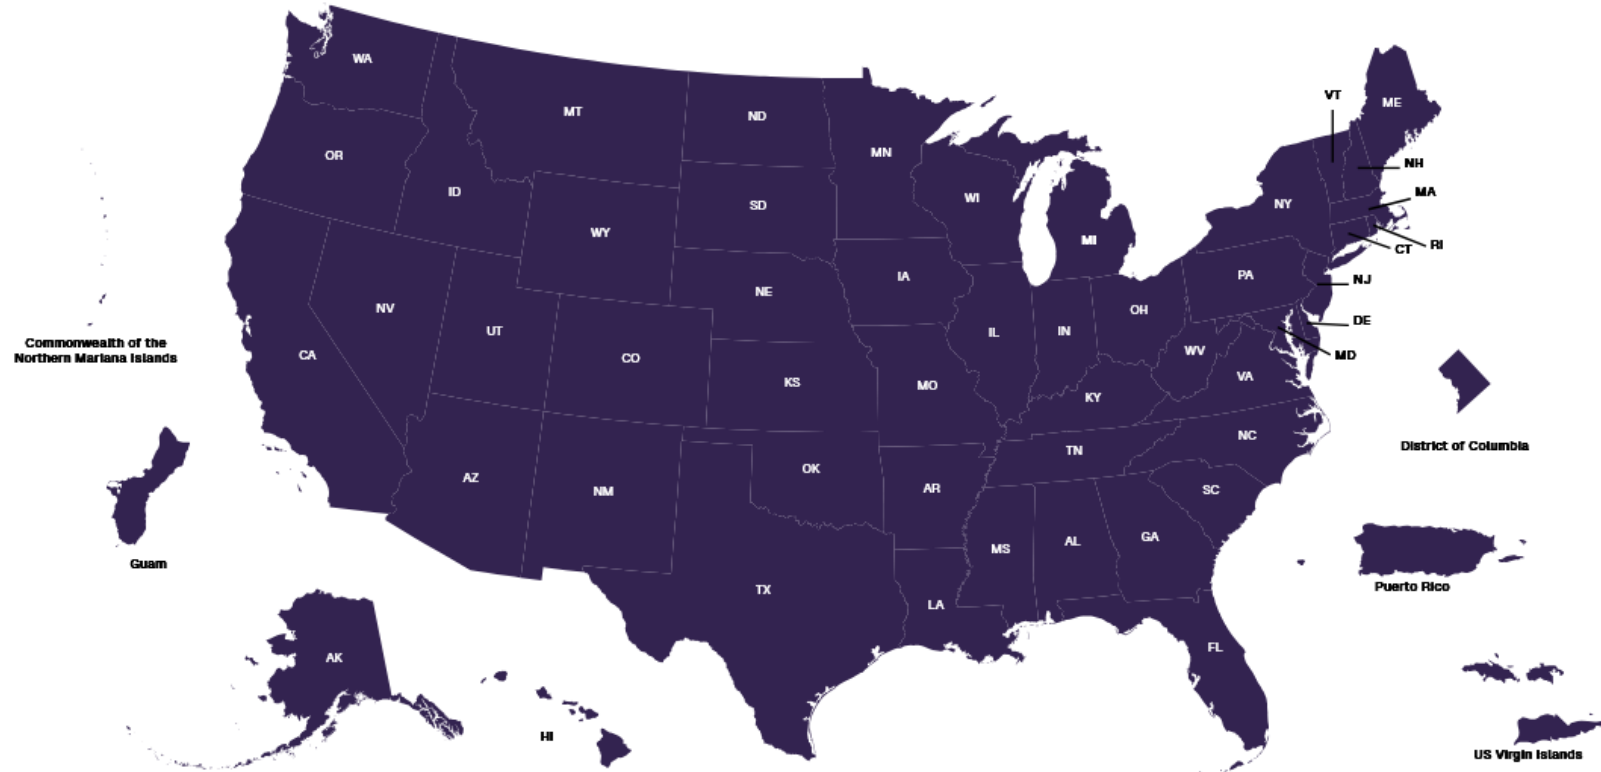 WA
MT
ND
MN
VT
ME
OR
ID
SD
WI
NH
MA
NY
WY
MI
RI
CT
IA
PA
NJ
NE
NV
UT
CO
IL
IN
OH
DE
MD
WV
VA
Commonwealth of the
Northern Mariana Islands
CA
KS
MO
KY
NC
TN
District of Columbia
AZ
NM
OK
AR
SC
MS
AL
GA
Guam
TX
LA
Puerto Rico
FL
AK
HI
US Virgin Islands